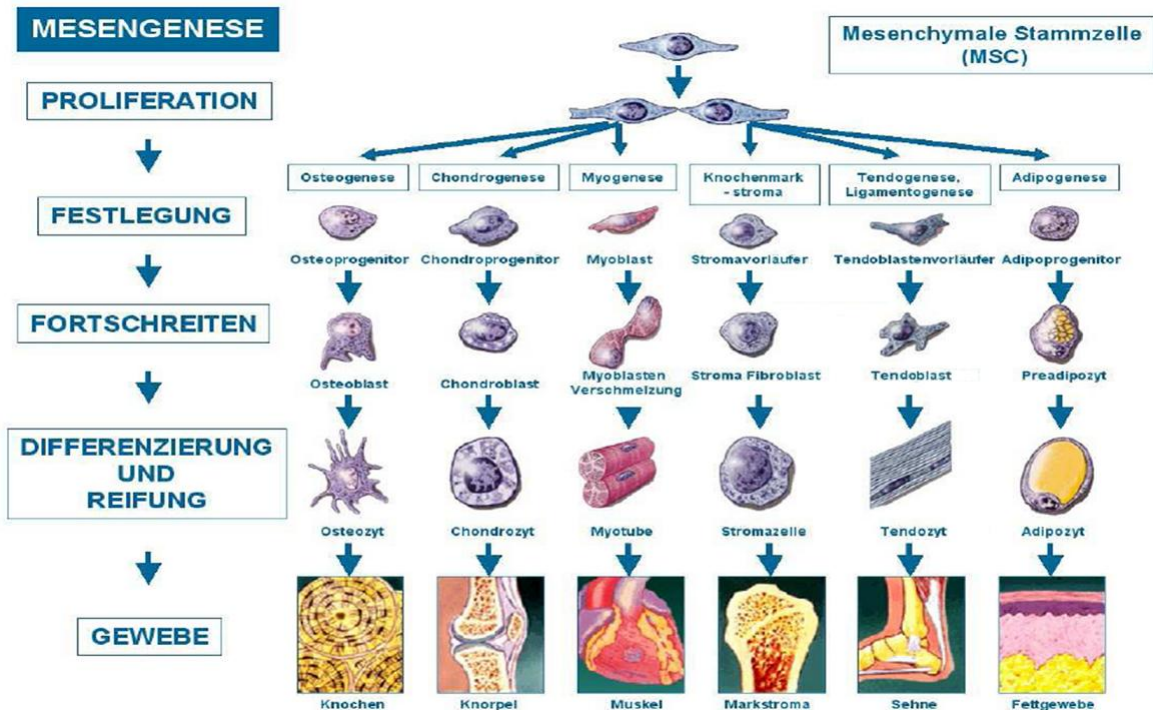 MESENGENESE
Mesenchymale Stammzelle
(MSC)
PROLIFERATION
Osteogenese
Chondrogenese
Myogenese
Knochenmark
- stroma
Tendogenese,
Ligamentogenese
Adipogenese
FESTLEGUNG
Osteoprogenitor
Chondroprogenitor
Myoblast
Stromavorläufer
Tendoblastenvorläufer
Adipoprogenitor
FORTSCHREITEN
Osteoblast
Chondroblast
Myoblasten
Verschmelzung
Stroma Fibroblast
Tendoblast
Preadipozyt
DIFFERENZIERUNG
UND
REIFUNG
Osteozyt
Chondrozyt
Myotube
Stromazelle
Tendozyt
Adipozyt
GEWEBE
Knochen
Knorpel
Muskel
Markstroma
Sehne
Fettgewebe